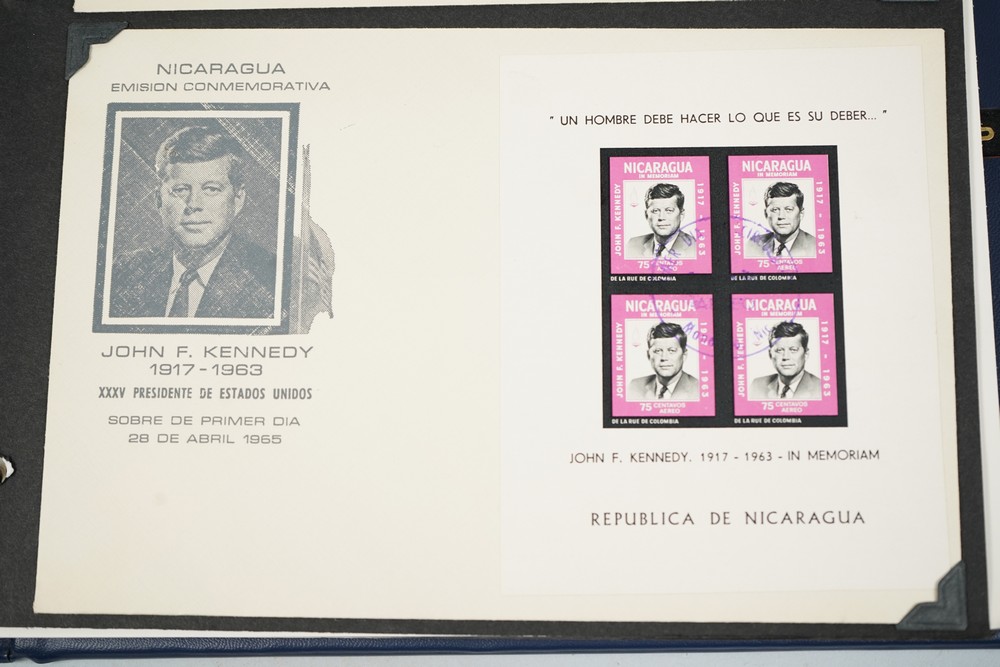 NICARAGUA
EMISION CONMEMORATIVA
JOHN F. KENNEDY
1917-1963
XXXV PRESIDENTE DE ESTADOS UNIDOS
SOBRE DE PRIMER DIA
28 DE ABRIL 1965
" UN HOMBRE DEBE HACER LO QUE ES SU DEBER... "
NICARAGUA
IN MEMORIAM
JOHN F. KENNEDY
1917 - 1963
75 CENTAVOS
AEREO
DE LA RUE DE COLOMBIA
NICARAGUA
IN MEMORIAM
JOHN F. KENNEDY
1917 - 1963
75 CENTAVOS
AEREO
DE LA RUE DE COLOMBIA
NICARAGUA
IN MEMORIAM
JOHN F. KENNEDY
1917 - 1963
75 CENTAVOS
AEREO
DE LA RUE DE COLOMBIA
NICARAGUA
IN MEMORIAM
JOHN F. KENNEDY
1917 - 1963
75 CENTAVOS
AEREO
DE LA RUE DE COLOMBIA
JOHN F. KENNEDY. 1917 - 1963 - IN MEMORIAM
REPUBLICA DE NICARAGUA